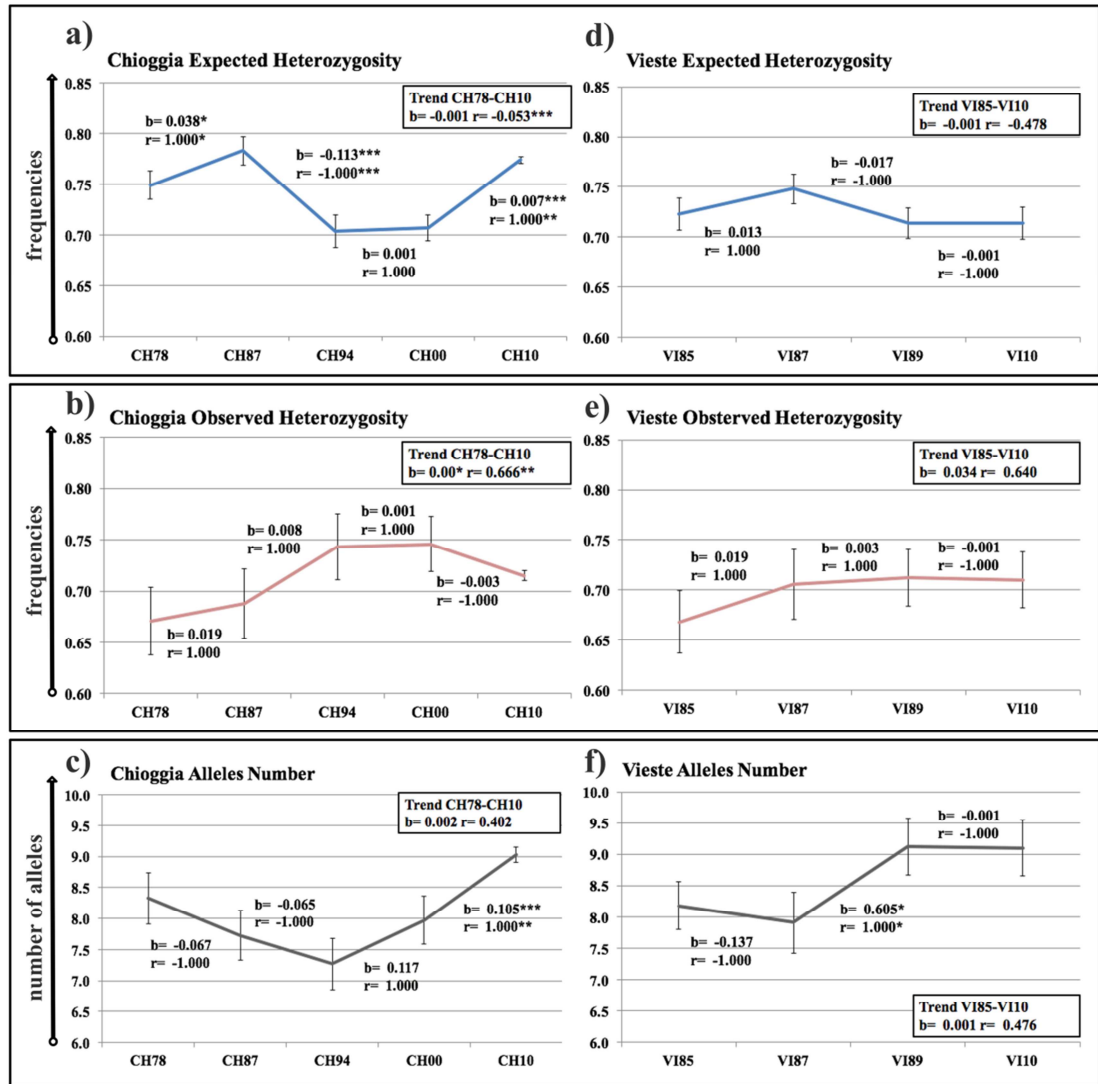 a)
Chioggia Expected Heterozygosity
frequencies
0.85
0.80
0.75
0.70
0.65
0.60
Trend CH78-CH10
b= -0.001 r= -0.053***
b= 0.038*
r= 1.000*
b= -0.113***
r= -1.000***
b= 0.001
r= 1.000
b= 0.007***
r= 1.000**
CH78 CH87 CH94 CH00 CH10
d)
Vieste Expected Heterozygosity
0.85
0.80
0.75
0.70
0.65
0.60
Trend VI85-VI10
b= -0.001 r= -0.478
b= 0.013
r= 1.000
b= -0.017
r= -1.000
b= -0.001
r= -1.000
VI85 VI87 VI89 VI10
b)
Chioggia Observed Heterozygosity
frequencies
0.85
0.80
0.75
0.70
0.65
0.60
Trend CH78-CH10
b= 0.00* r= 0.666**
b= 0.019
r= 1.000
b= 0.008
r= 1.000
b= 0.001
r= 1.000
b= -0.003
r= -1.000
CH78 CH87 CH94 CH00 CH10
e)
Vieste Obsterved Heterozygosity
0.85
0.80
0.75
0.70
0.65
0.60
Trend VI85-VI10
b= 0.034 r= 0.640
b= 0.019
r= 1.000
b= 0.003
r= 1.000
b= -0.001
r= -1.000
VI85 VI87 VI89 VI10
c)
Chioggia Alleles Number
number of alleles
10.0
9.5
9.0
8.5
8.0
7.5
7.0
6.5
6.0
Trend CH78-CH10
b= 0.002 r= 0.402
b= -0.067
r= -1.000
b= -0.065
r= -1.000
b= 0.117
r= 1.000
b= 0.105***
r= 1.000**
CH78 CH87 CH94 CH00 CH10
f)
Vieste Alleles Number
10.0
9.5
9.0
8.5
8.0
7.5
7.0
6.5
6.0
b= -0.137
r= -1.000
b= 0.605*
r= 1.000*
b= -0.001
r= -1.000
Trend VI85-VI10
b= 0.001 r= 0.476
VI85 VI87 VI89 VI10